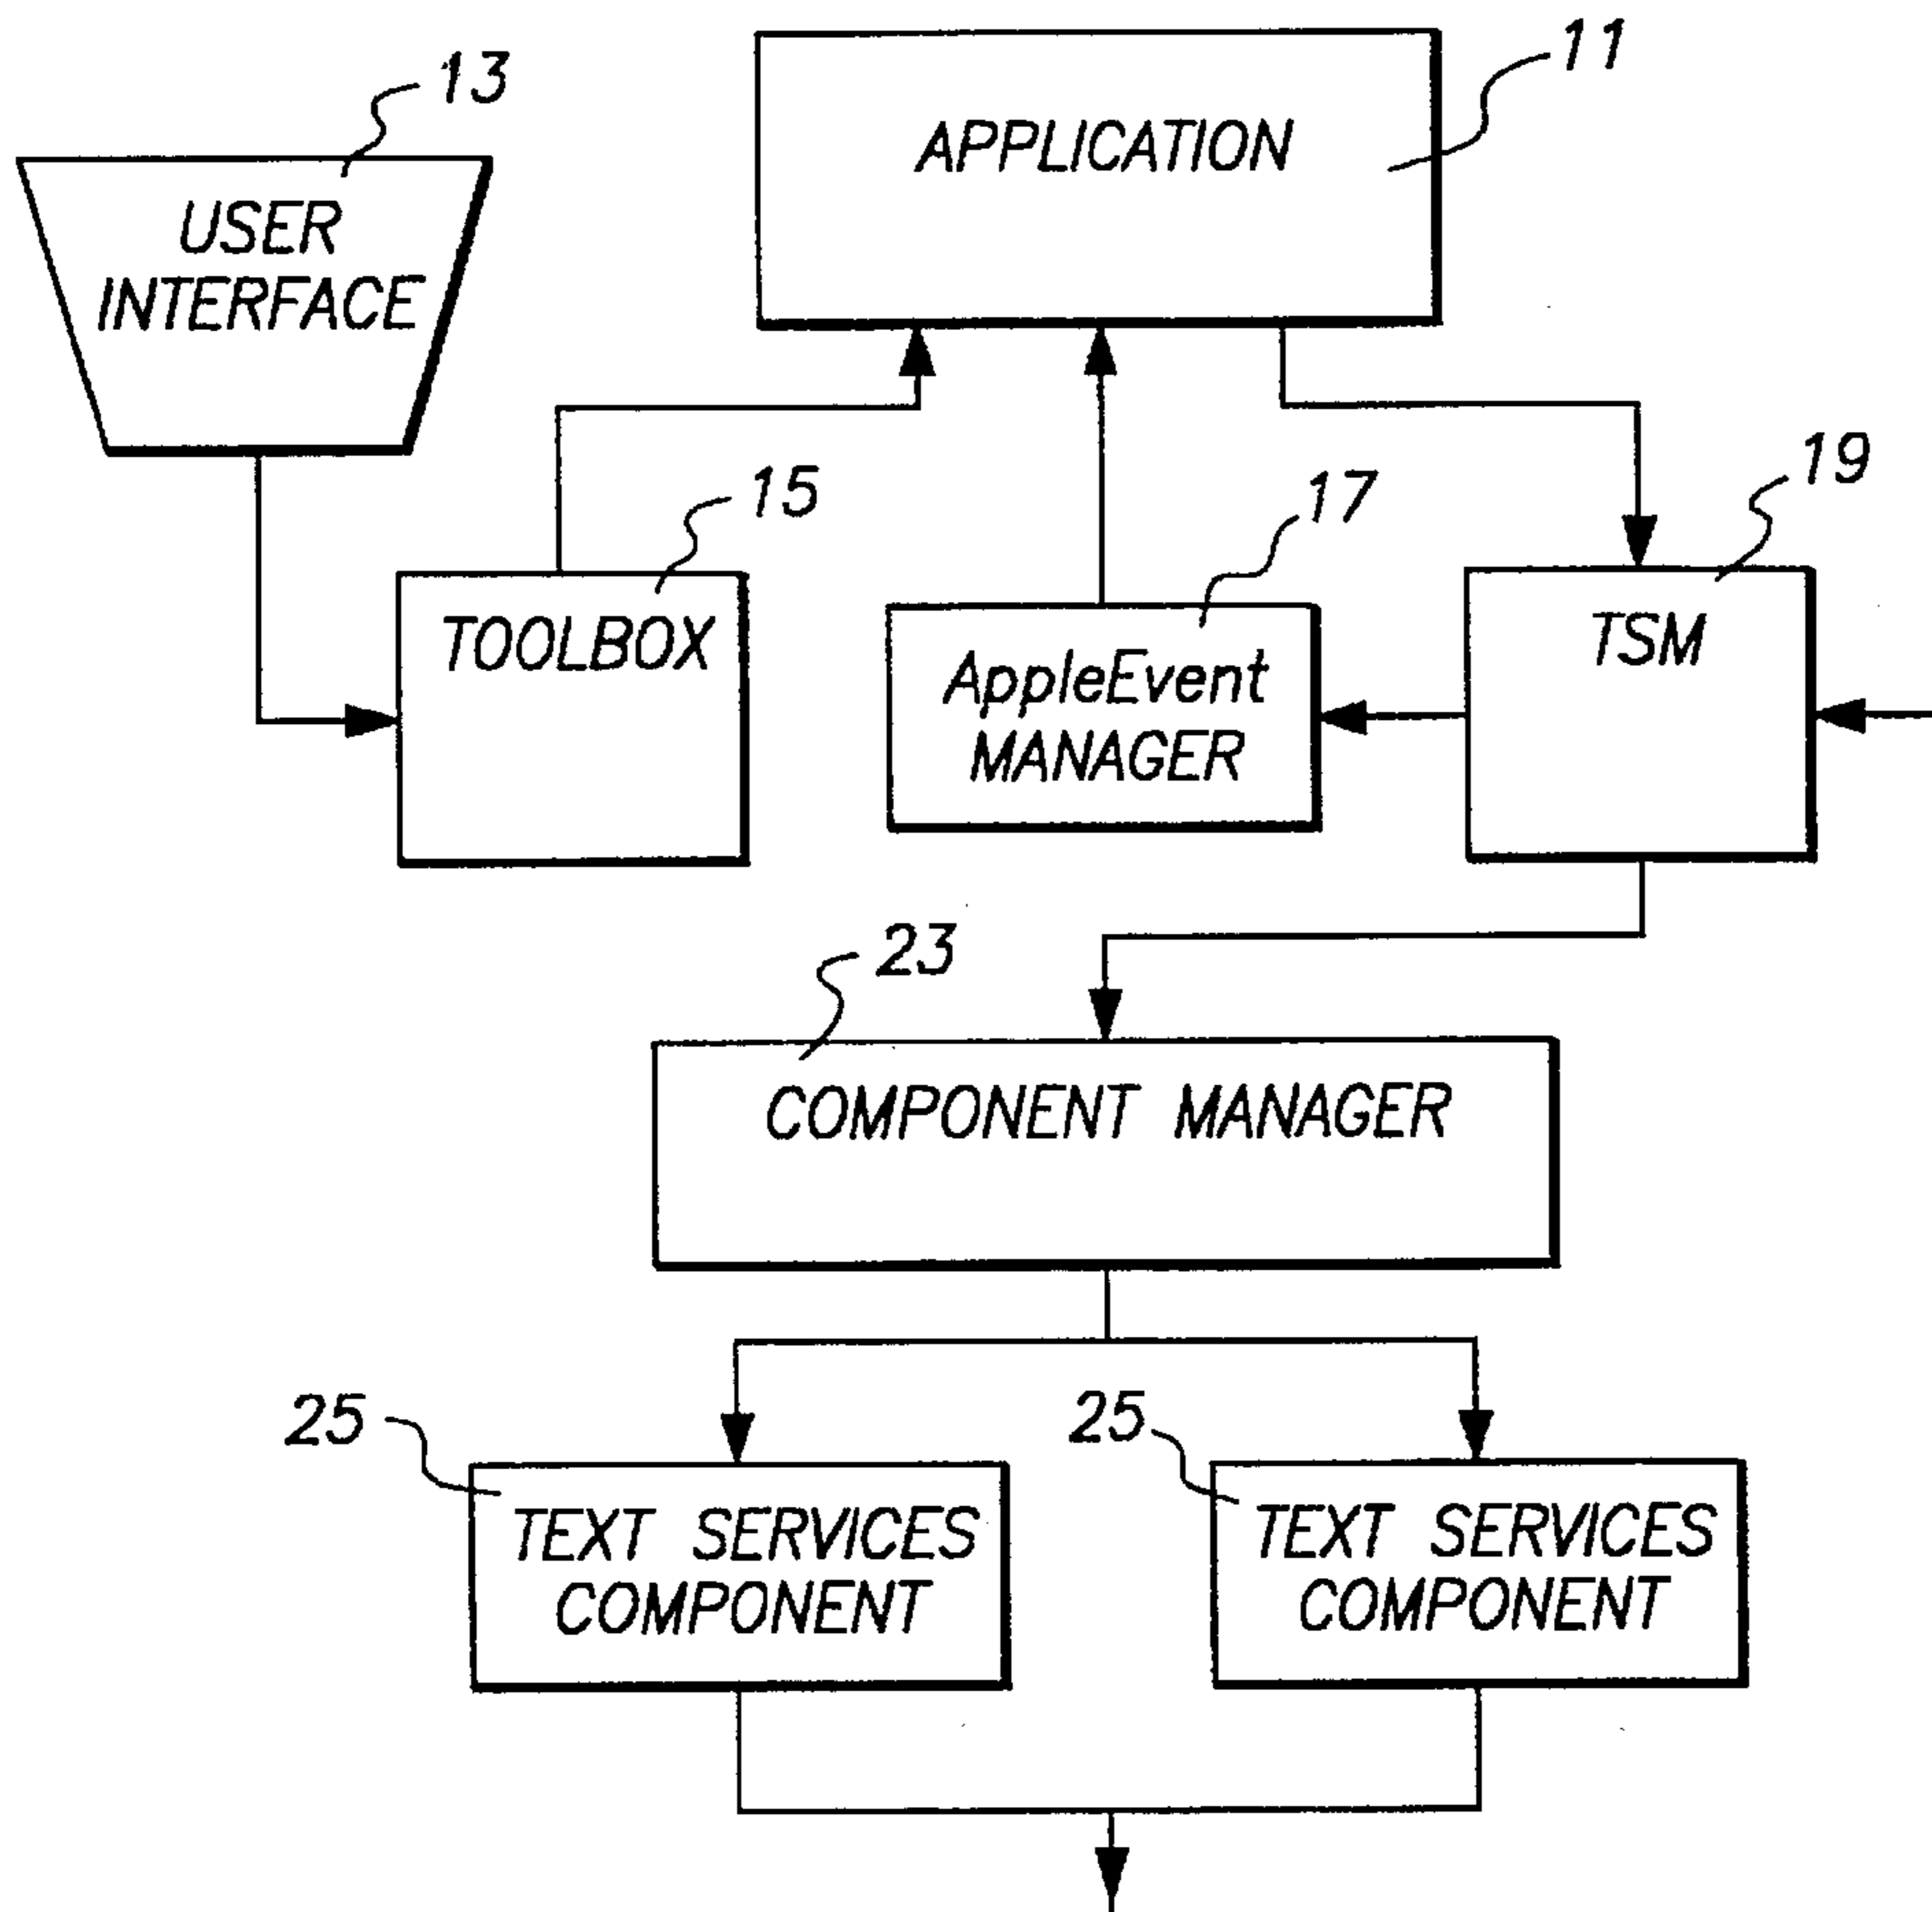 11
13
APPLICATION
USER
INTERFACE
19
15
17
TOOLBOX
TSM
AppleEvent
MANAGER
23
COMPONENT MANAGER
25
25
TEXT SERVICES
COMPONENT
TEXT SERVICES
COMPONENT